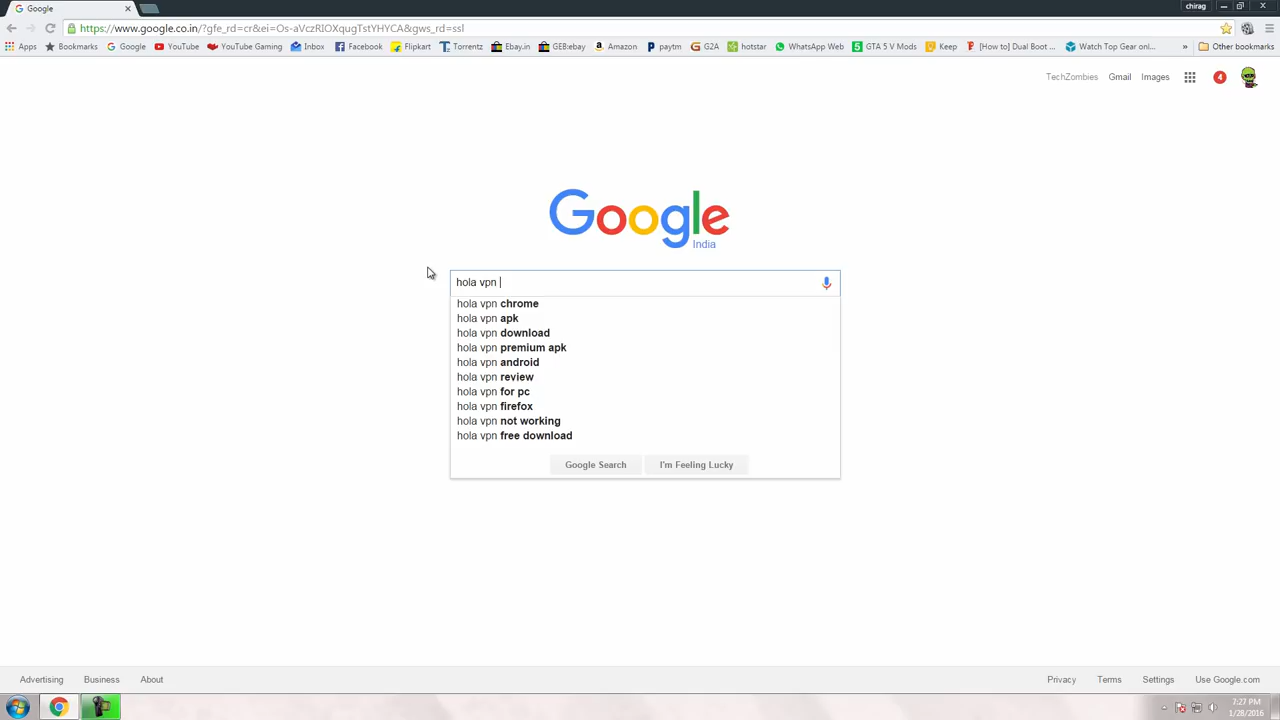 Google
chirag
https://www.google.co.in/?gfe_rd=cr&ei=Os-aVczRIOXqugTstYHYCA&gws_rd=ssl
Apps Bookmarks Google YouTube YouTube Gaming Inbox Facebook Flipkart Torrentz Ebay.in GEB:ebay Amazon paytm G2A hotstar WhatsApp Web GTA 5 V Mods Keep [How to] Dual Boot ... Watch Top Gear onl... » Other bookmarks
TechZombies Gmail Images 4
Google
India
hola vpn
hola vpn chrome
hola vpn apk
hola vpn download
hola vpn premium apk
hola vpn android
hola vpn review
hola vpn for pc
hola vpn firefox
hola vpn not working
hola vpn free download
Google Search I'm Feeling Lucky
Advertising Business About Privacy Terms Settings Use Google.com
7:27 PM
1/28/2016